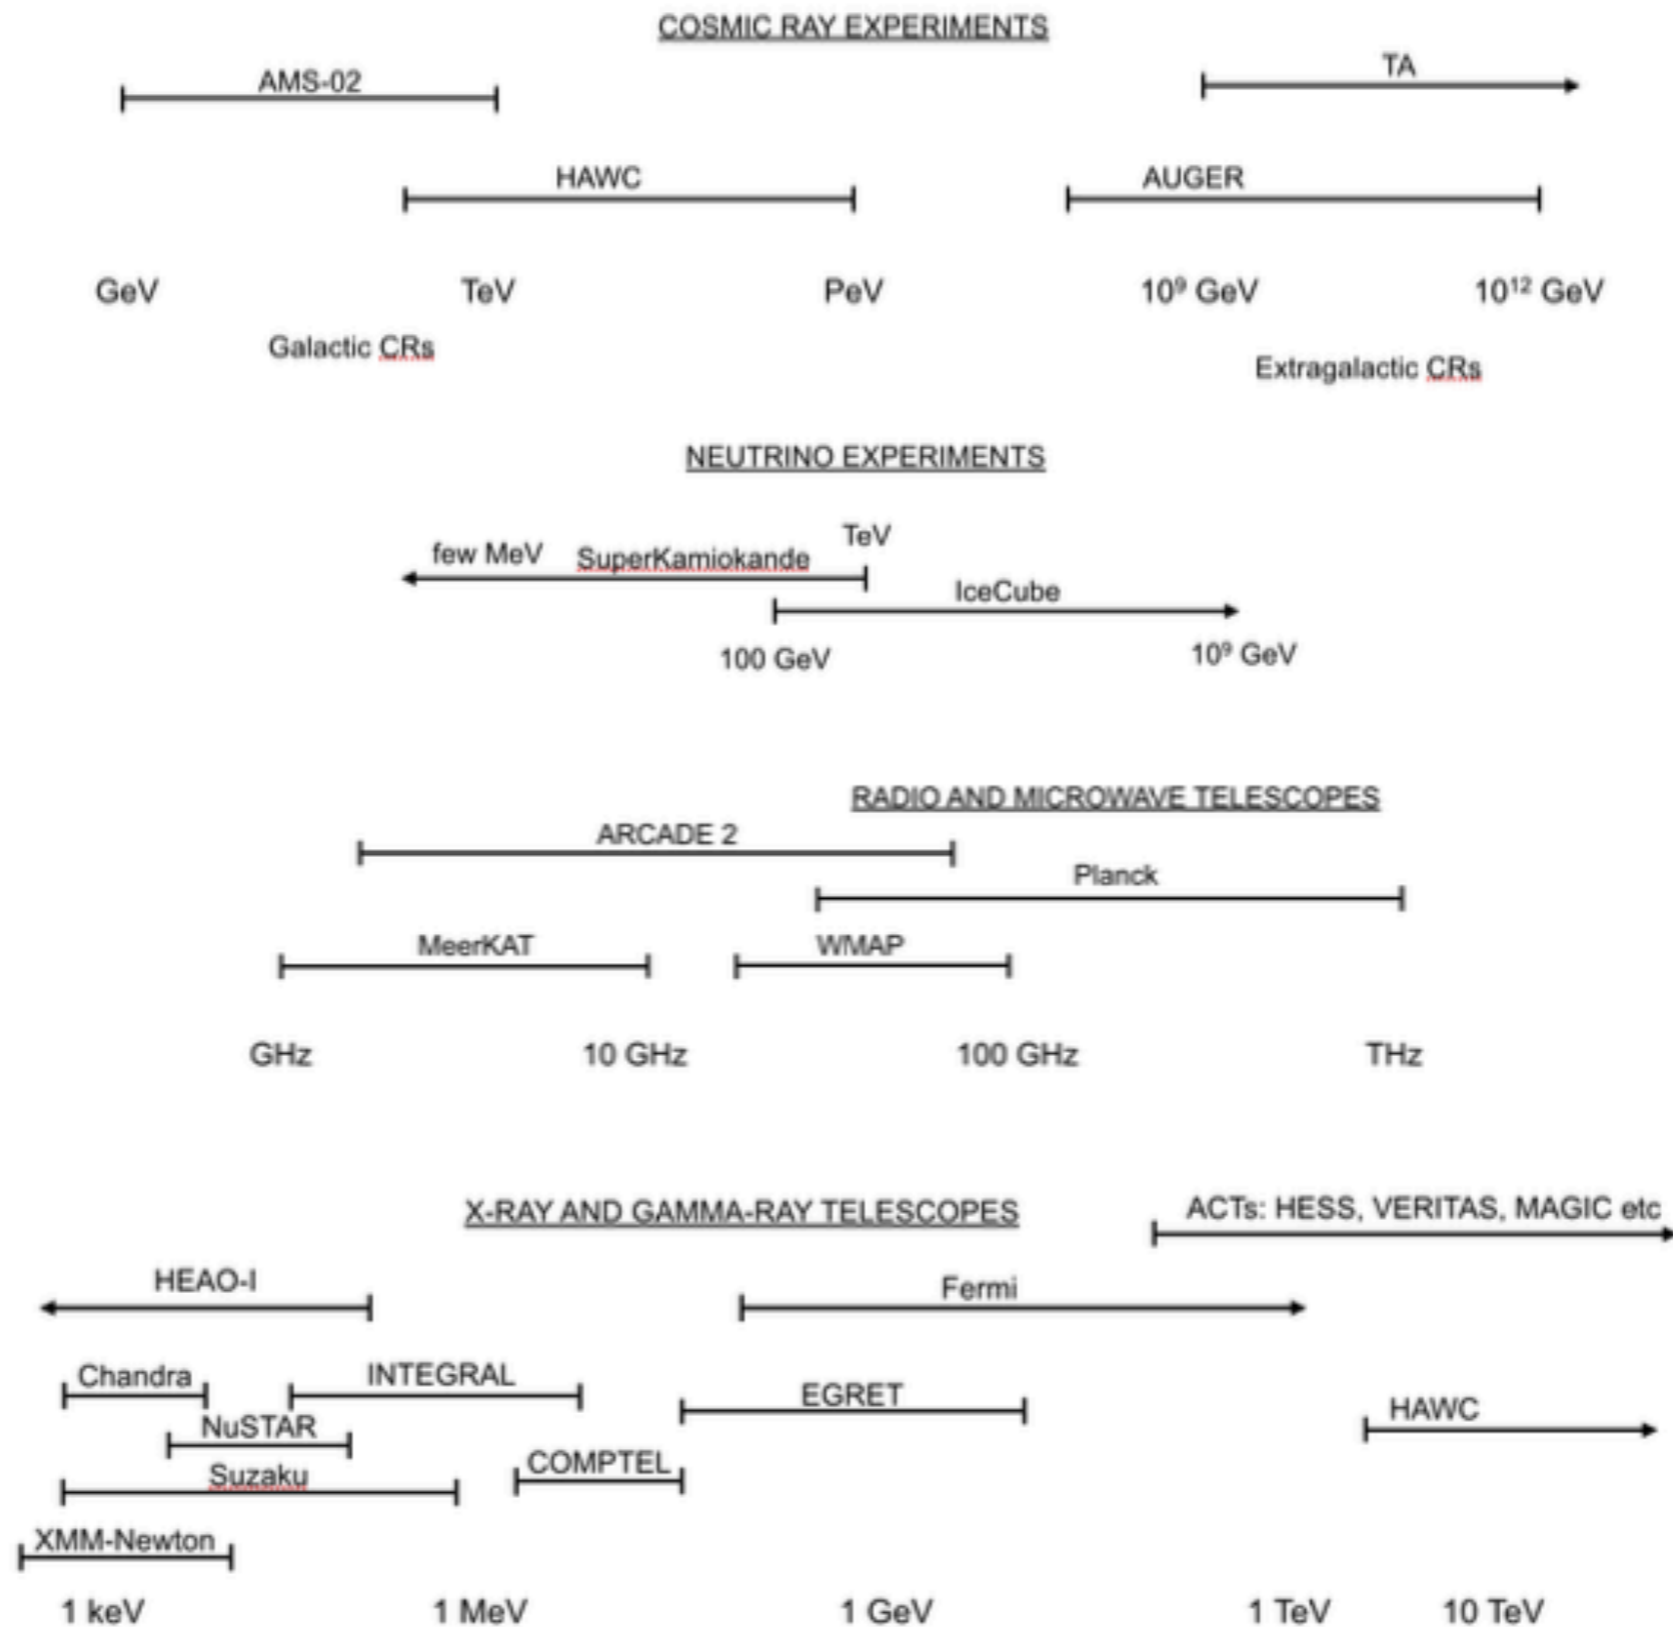 COSMIC RAY EXPERIMENTS
AMS-02
TA
HAWC
AUGER
GeV
TeV
PeV
10⁹ GeV
10¹² GeV
Galactic CRs
Extragalactic CRs
NEUTRINO EXPERIMENTS
TeV
few MeV
SuperKamiokande
IceCube
100 GeV
10⁹ GeV
RADIO AND MICROWAVE TELESCOPES
ARCADE 2
Planck
MeerKAT
WMAP
GHz
10 GHz
100 GHz
THz
X-RAY AND GAMMA-RAY TELESCOPES
ACTs: HESS, VERITAS, MAGIC etc
HEAO-I
Fermi
Chandra
INTEGRAL
EGRET
HAWC
NuSTAR
COMPTEL
Suzaku
XMM-Newton
1 keV
1 MeV
1 GeV
1 TeV
10 TeV